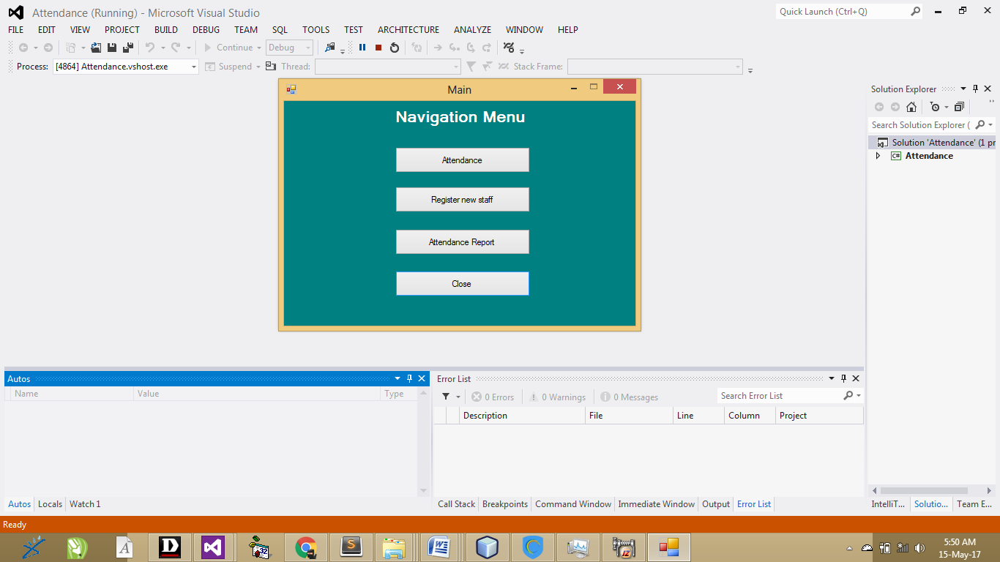 Attendance (Running) - Microsoft Visual Studio
Quick Launch (Ctrl+Q)
FILE EDIT VIEW PROJECT BUILD DEBUG TEAM SQL TOOLS TEST ARCHITECTURE ANALYZE WINDOW HELP
Continue Debug
Process: [4864] Attendance.vshost.exe Suspend Thread: Stack Frame:
Main
Navigation Menu
Attendance
Register new staff
Attendance Report
Close
Solution Explorer
Search Solution Explorer (
Solution 'Attendance' (1 pr
C# Attendance
Autos
Name Value Type
Autos Locals Watch 1
Error List
0 Errors 0 Warnings 0 Messages Search Error List
Description File Line Column Project
Call Stack Breakpoints Command Window Immediate Window Output Error List
IntelliT... Solutio... Team E...
Ready
5:50 AM
15-May-17